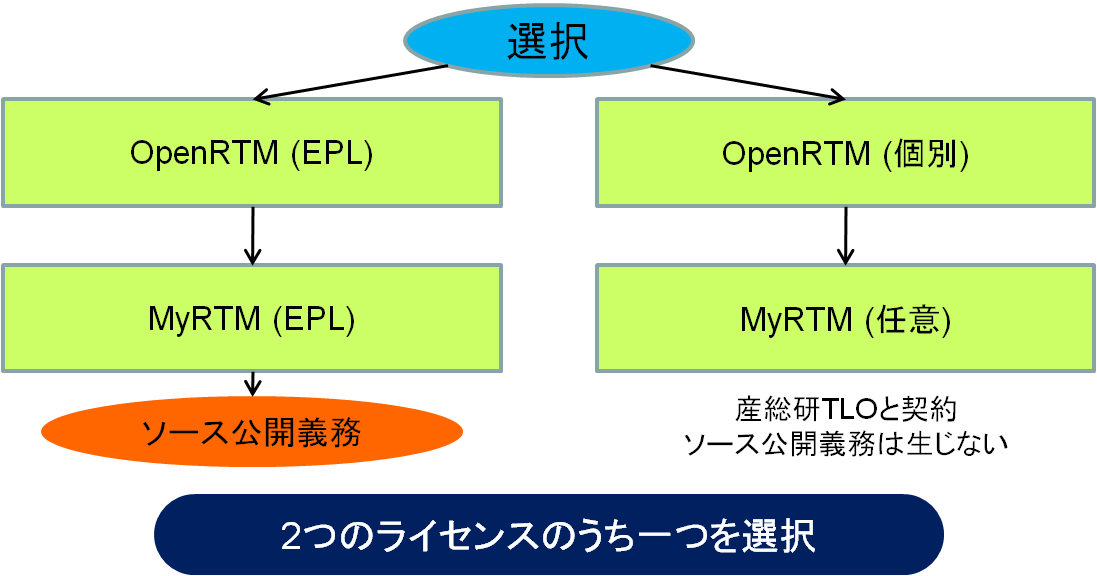 選択
OpenRTM (EPL)
OpenRTM (個別)
MyRTM (EPL)
MyRTM (任意)
ソース公開義務
産総研TLOと契約
ソース公開義務は生じない
2つのライセンスのうち一つを選択